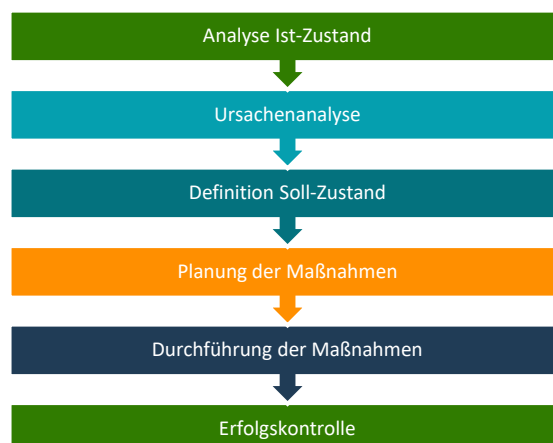 Analyse Ist-Zustand
Ursachenanalyse
Definition Soll-Zustand
Planung der Maßnahmen
Durchführung der Maßnahmen
Erfolgskontrolle